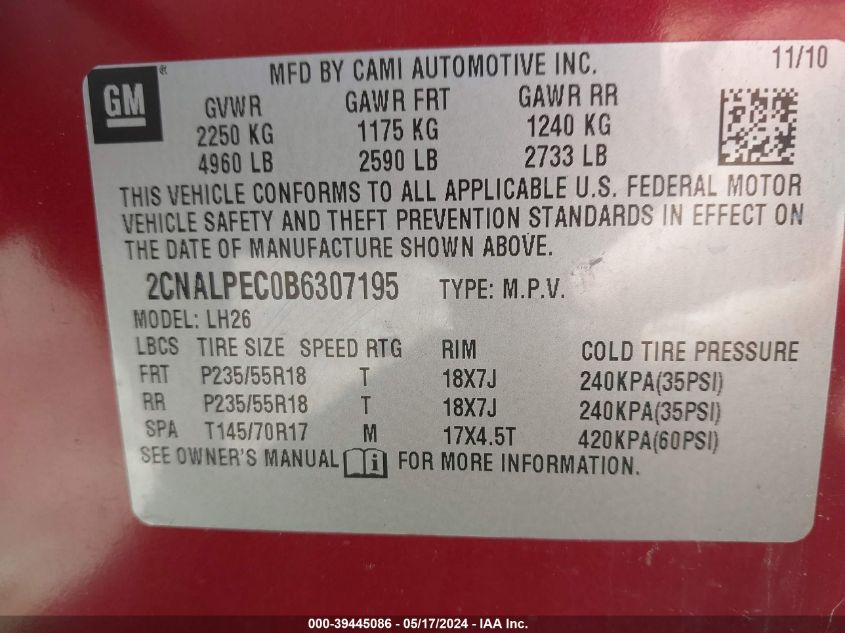 GM
MFD BY CAMI AUTOMOTIVE INC. 11/10
GVWR GAWR FRT GAWR RR
2250 KG 1175 KG 1240 KG
4960 LB 2590 LB 2733 LB
THIS VEHICLE CONFORMS TO ALL APPLICABLE U.S. FEDERAL MOTOR
VEHICLE SAFETY AND THEFT PREVENTION STANDARDS IN EFFECT ON
THE DATE OF MANUFACTURE SHOWN ABOVE.
2CNALPEC0B6307195 TYPE: M.P.V.
MODEL: LH26
LBCS TIRE SIZE SPEED RTG RIM COLD TIRE PRESSURE
FRT P235/55R18 T 18X7J 240KPA(35PSI)
RR P235/55R18 T 18X7J 240KPA(35PSI)
SPA T145/70R17 M 17X4.5T 420KPA(60PSI)
SEE OWNER'S MANUAL FOR MORE INFORMATION.
000-39445086 - 05/17/2024 - IAA Inc.